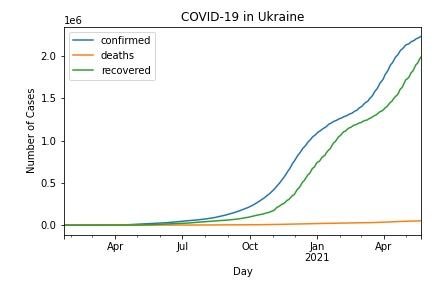 COVID-19 in Ukraine
1e6
confirmed
deaths
recovered
2.0
1.5
1.0
0.5
0.0
Number of Cases
Apr
Jul
Oct
Jan
2021
Apr
Day